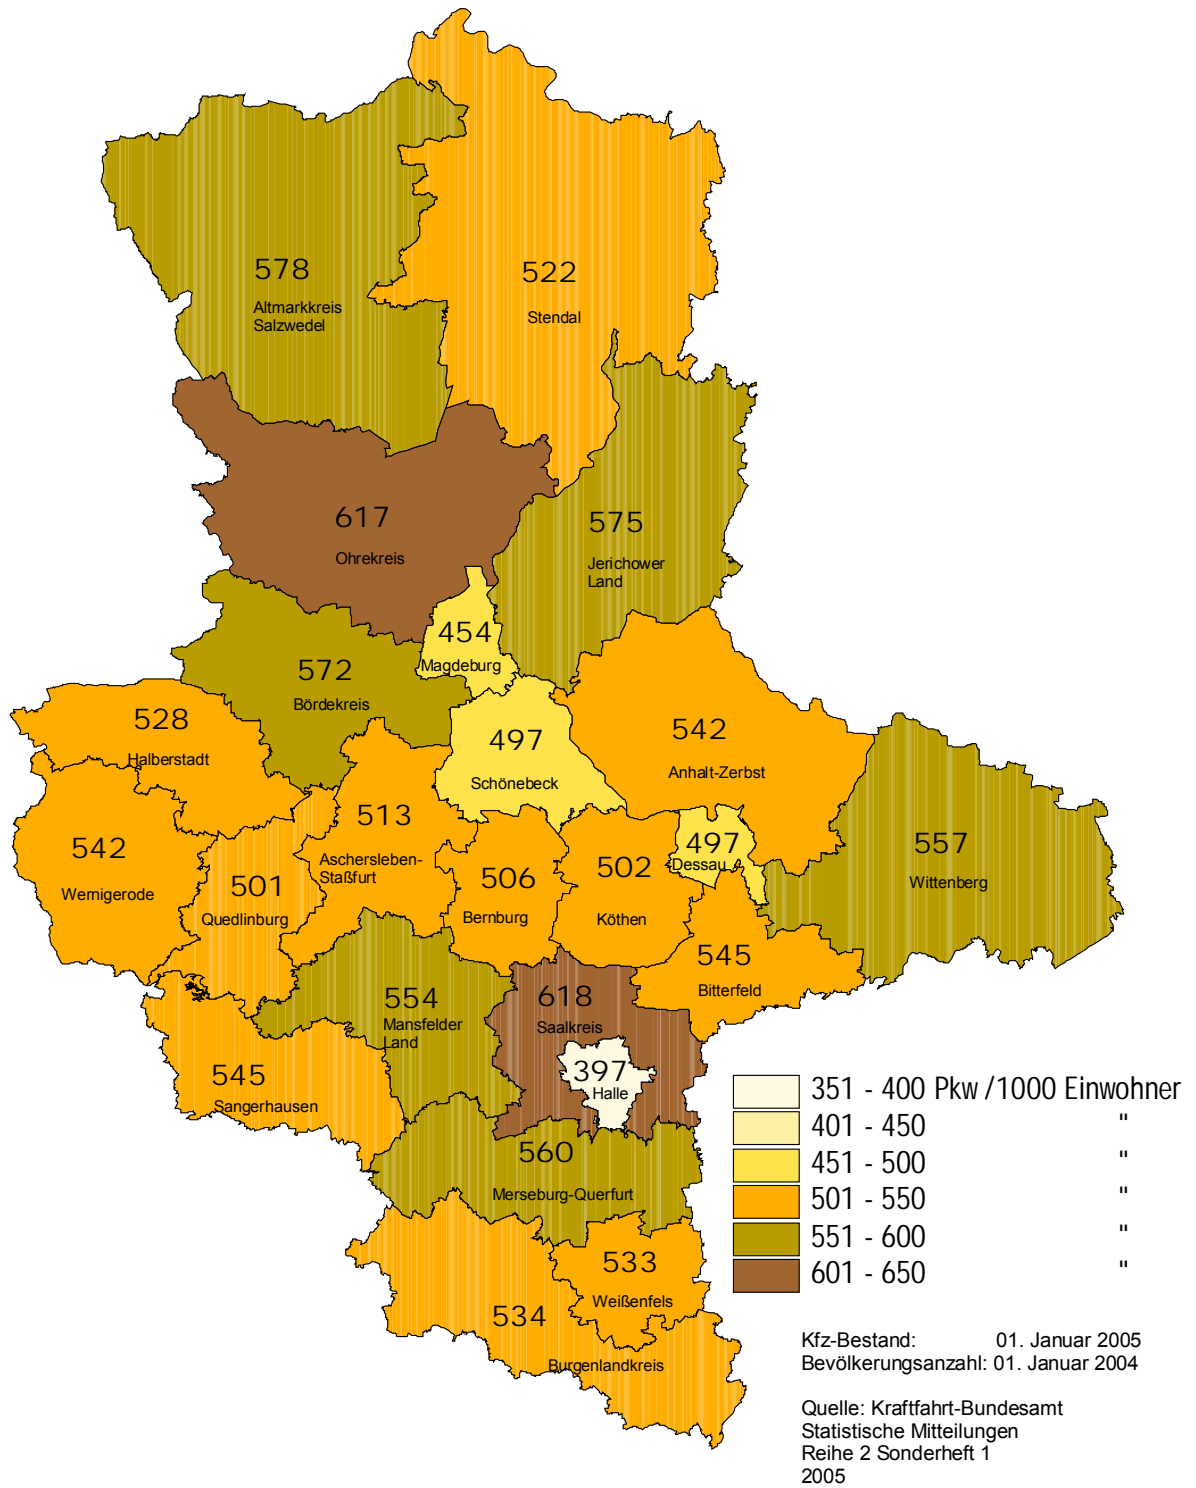 578
Altmarkkreis
Salzwedel
522
Stendal
617
Ohrekreis
575
Jerichower
Land
454
Magdeburg
572
Bördekreis
528
Halberstadt
497
Schönebeck
542
Anhalt-Zerbst
542
Wernigerode
513
Aschersleben-
Staßfurt
501
Quedlinburg
506
Bernburg
502
Köthen
497
Dessau
557
Wittenberg
545
Bitterfeld
554
Mansfelder
Land
618
Saalkreis
397
Halle
545
Sangerhausen
560
Merseburg-Querfurt
533
Weißenfels
534
Burgenlandkreis
351 - 400 Pkw /1000 Einwohner
401 - 450 "
451 - 500 "
501 - 550 "
551 - 600 "
601 - 650 "
Kfz-Bestand: 01. Januar 2005
Bevölkerungsanzahl: 01. Januar 2004
Quelle: Kraftfahrt-Bundesamt
Statistische Mitteilungen
Reihe 2 Sonderheft 1
2005